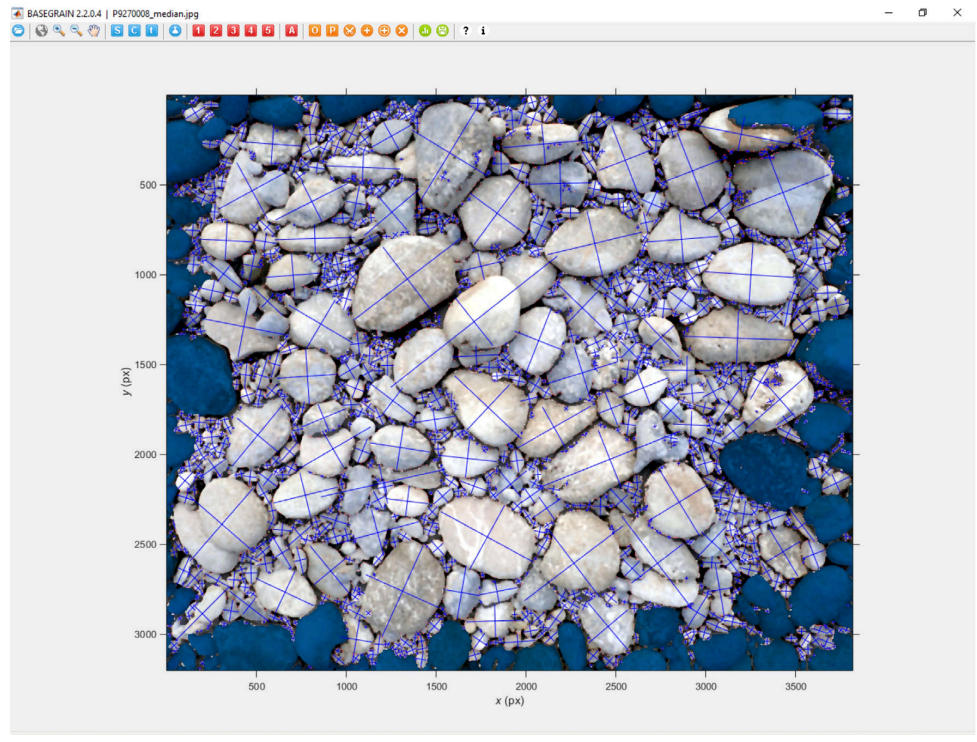 BASEGRAIN 2.2.0.4 | P9270008_median.jpg
S C t 1 2 3 4 5 A O P ? i
500
1000
1500
2000
2500
3000
y (px)
500 1000 1500 2000 2500 3000 3500
x (px)